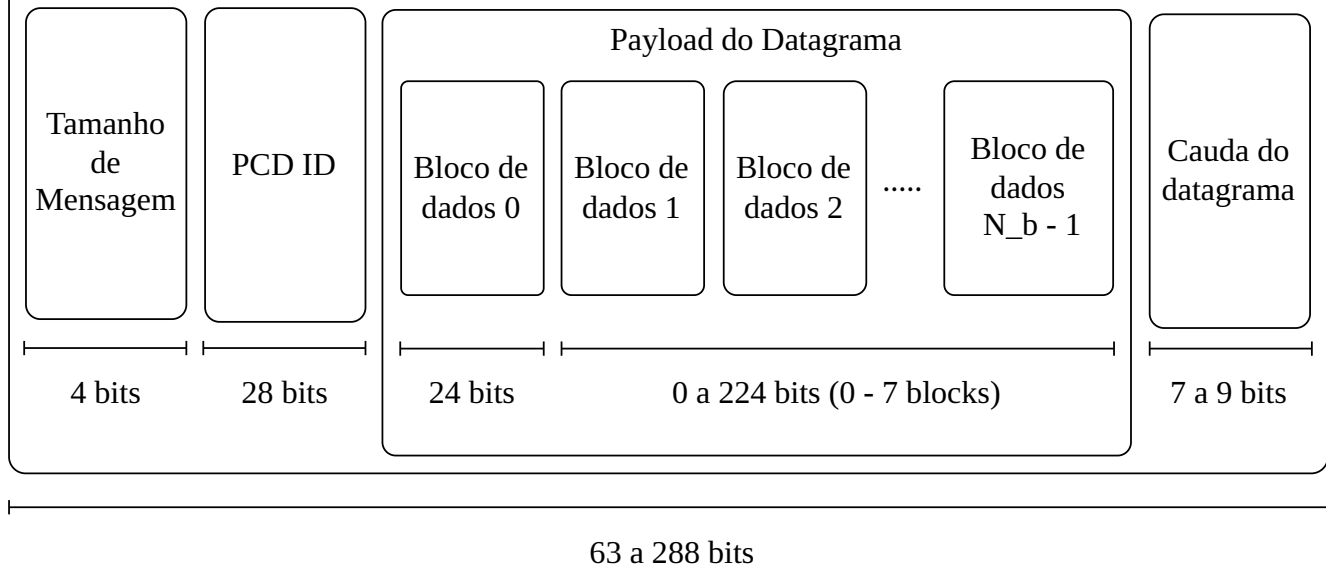 Payload do Datagrama
Tamanho
de
Mensagem
PCD ID
Bloco de
dados 0
Bloco de
dados 1
Bloco de
dados 2
.....
Bloco de
dados
N_b - 1
Cauda do
datagrama
4 bits
28 bits
24 bits
0 a 224 bits (0 - 7 blocks)
7 a 9 bits
63 a 288 bits